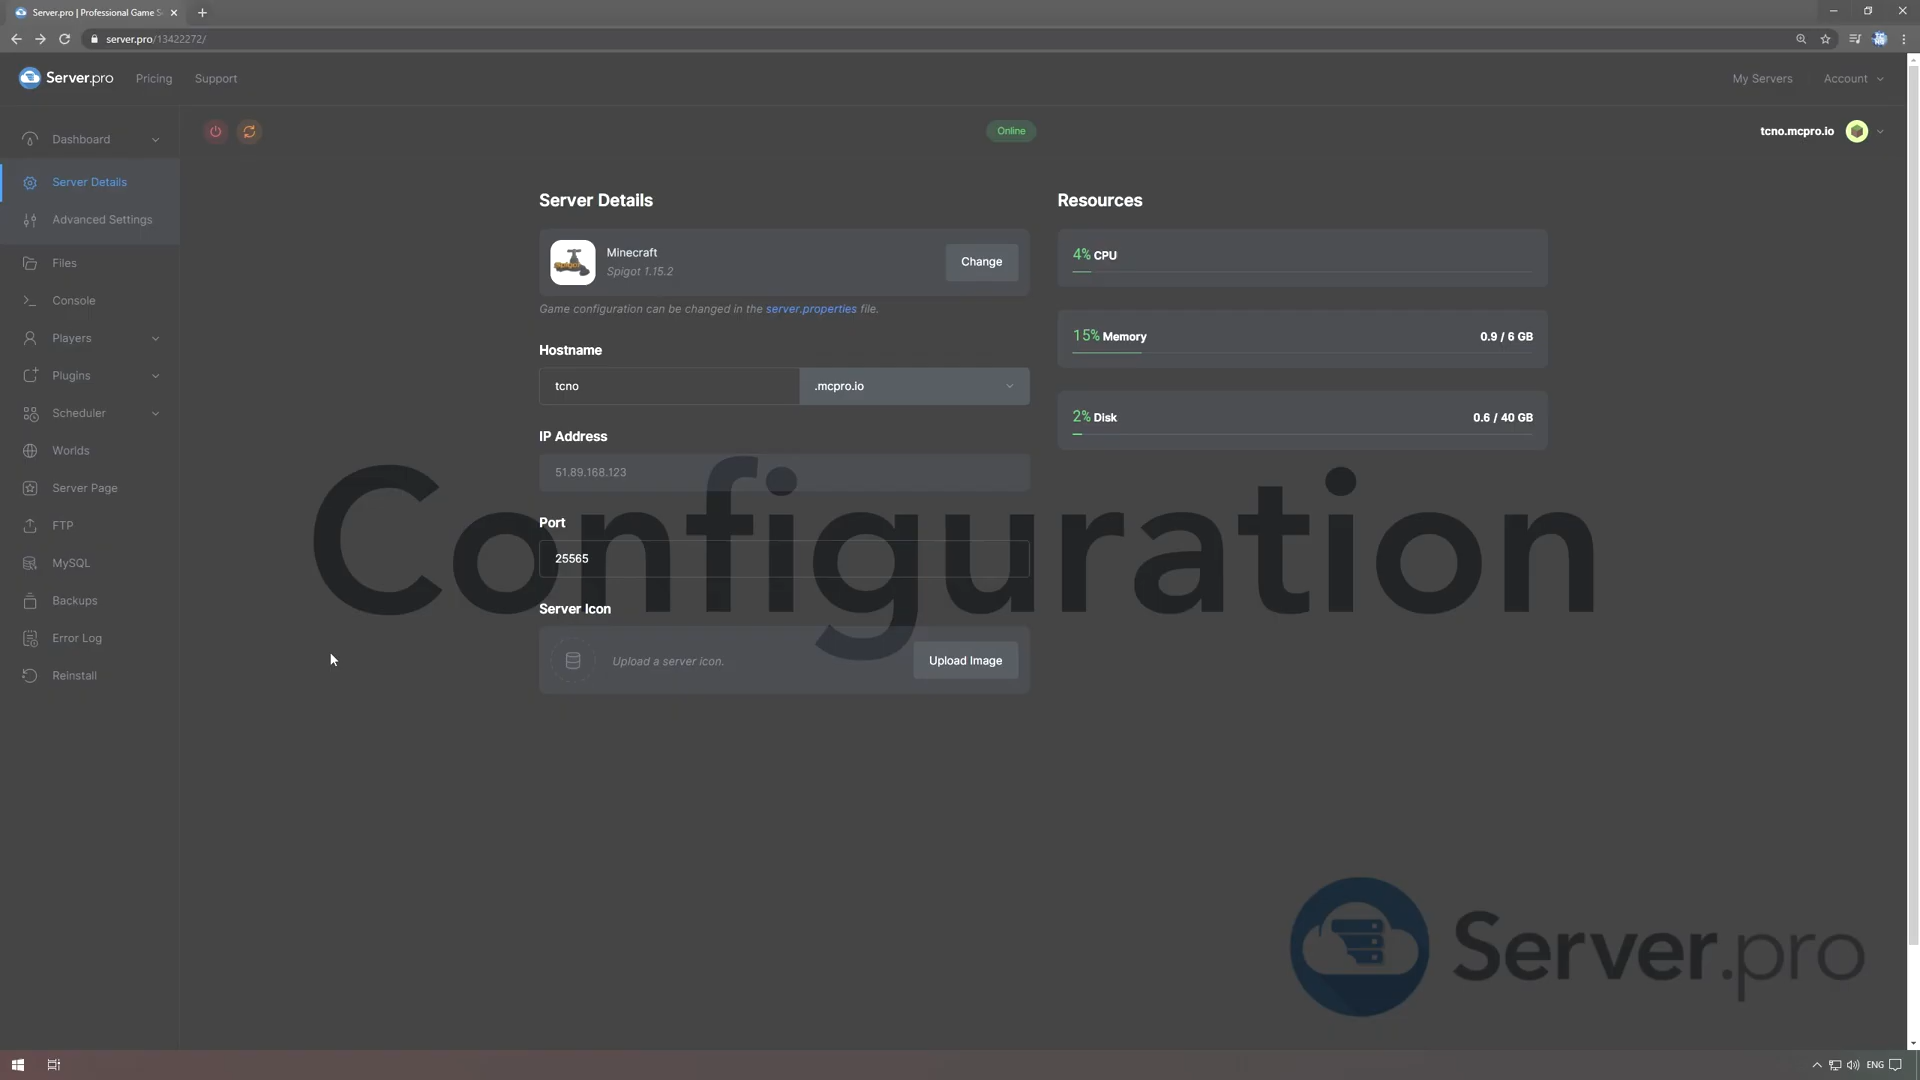 Server.pro | Professional Game S
server.pro/13422272/
Server.pro
Pricing
Support
My Servers
Account
Dashboard
Server Details
Advanced Settings
Files
Console
Players
Plugins
Scheduler
Worlds
Server Page
FTP
MySQL
Backups
Error Log
Reinstall
Online
tcno.mcpro.io
Server Details
Minecraft
Spigot 1.15.2
Change
Game configuration can be changed in the server.properties file.
Hostname
tcno
.mcpro.io
IP Address
51.89.168.123
Port
25565
Server Icon
Upload a server icon.
Upload Image
Resources
4% CPU
15% Memory
0.9 / 6 GB
2% Disk
0.6 / 40 GB
Configuration
Server.pro
ENG